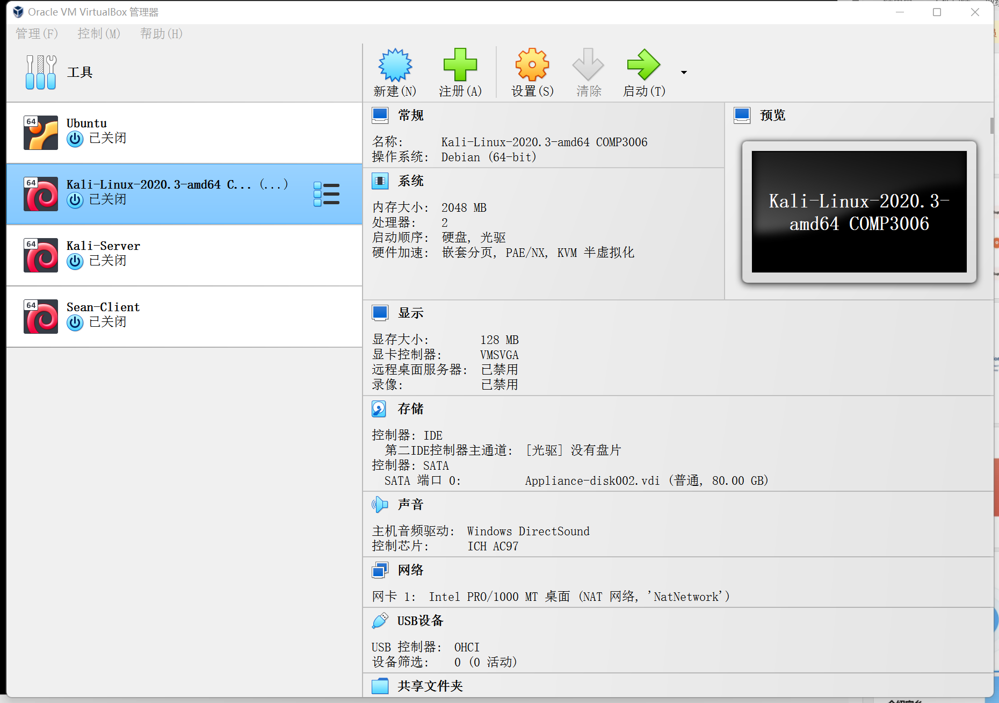 Oracle VM VirtualBox 管理器
管理(F) 控制(M) 帮助(H)
工具
新建(N) 注册(A) 设置(S) 清除 启动(T)
64
Ubuntu
已关闭
64
Kali-Linux-2020.3-amd64 C... (...)
已关闭
64
Kali-Server
已关闭
64
Sean-Client
已关闭
常规
名称: Kali-Linux-2020.3-amd64 COMP3006
操作系统: Debian (64-bit)
系统
内存大小: 2048 MB
处理器: 2
启动顺序: 硬盘, 光驱
硬件加速: 嵌套分页, PAE/NX, KVM 半虚拟化
预览
Kali-Linux-2020.3-
amd64 COMP3006
显示
显存大小: 128 MB
显卡控制器: VMSVGA
远程桌面服务器: 已禁用
录像: 已禁用
存储
控制器: IDE
第二IDE控制器主通道: [光驱] 没有盘片
控制器: SATA
SATA 端口 0: Appliance-disk002.vdi (普通, 80.00 GB)
声音
主机音频驱动: Windows DirectSound
控制芯片: ICH AC97
网络
网卡 1: Intel PRO/1000 MT 桌面 (NAT 网络, 'NatNetwork')
USB设备
USB 控制器: OHCI
设备筛选: 0 (0 活动)
共享文件夹